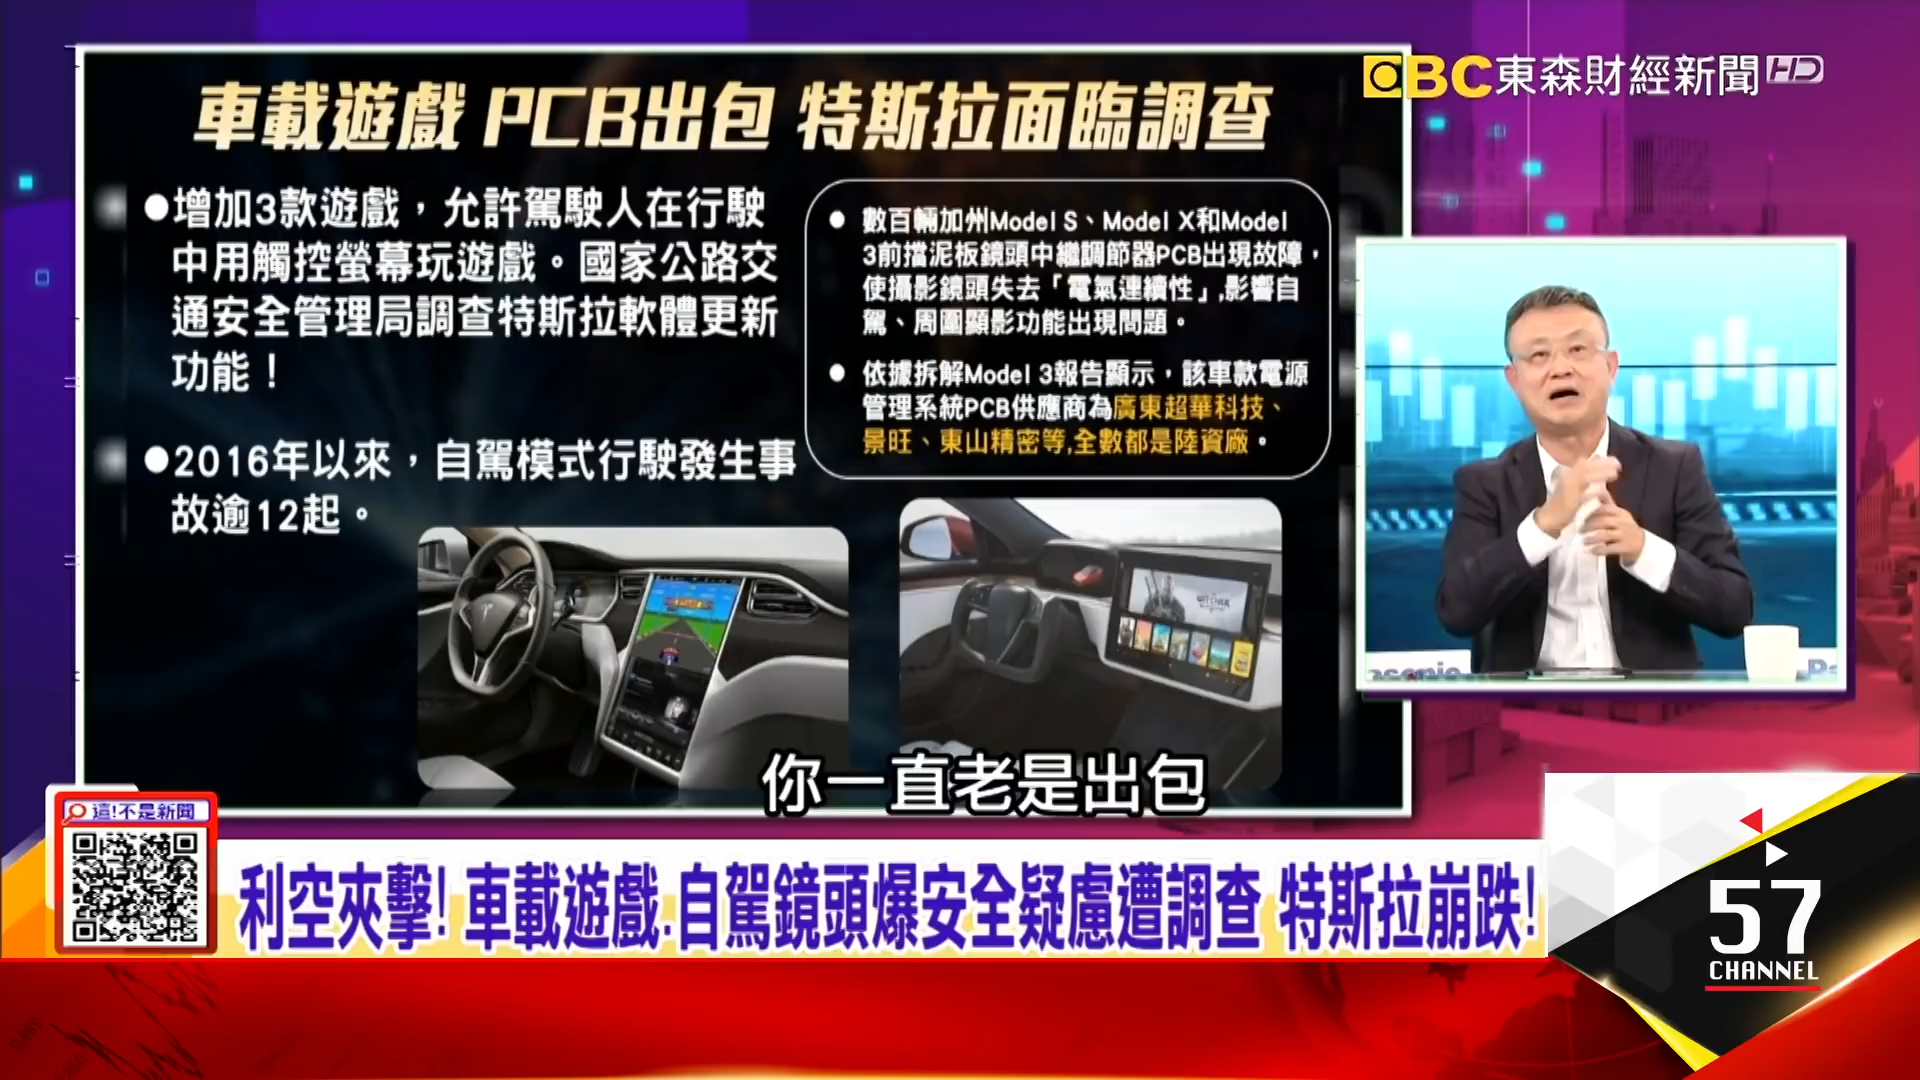 EBC東森財經新聞HD
車載遊戲 PCB出包 特斯拉面臨調查
●增加3款遊戲，允許駕駛人在行駛
中用觸控螢幕玩遊戲。國家公路交
通安全管理局調查特斯拉軟體更新
功能！
●2016年以來，自駕模式行駛發生事
故逾12起。
● 數百輛加州Model S、Model X和Model
3前擋泥板鏡頭中繼調節器PCB出現故障，
使攝影鏡頭失去「電氣連續性」,影響自
駕、周圍顯影功能出現問題。
● 依據拆解Model 3報告顯示，該車款電源
管理系統PCB供應商為廣東超華科技、
景旺、東山精密等,全數都是陸資廠。
你一直老是出包
這!不是新聞
利空夾擊! 車載遊戲.自駕鏡頭爆安全疑慮遭調查 特斯拉崩跌!
57
CHANNEL